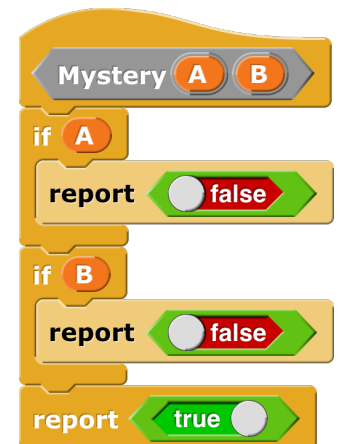 Mystery A B
if A
report false
if B
report false
report true